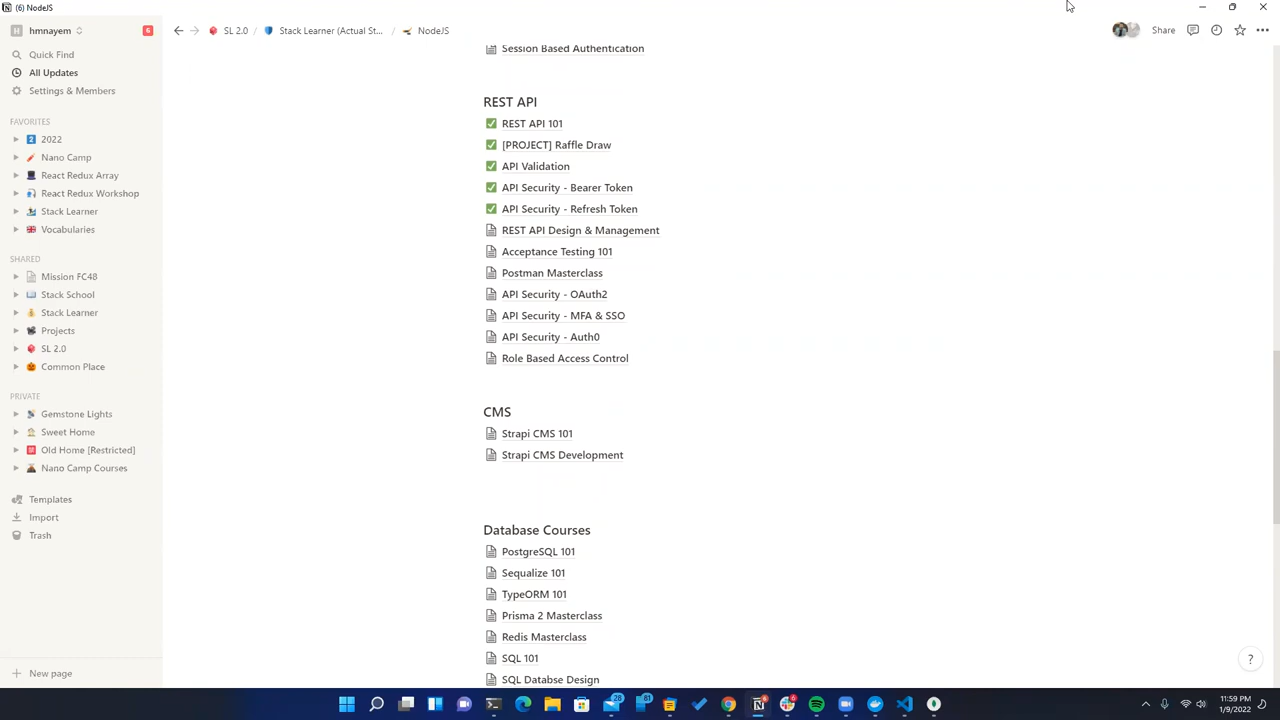 (6) NodeJS
H hmnayem 6
SL 2.0 / Stack Learner (Actual St... / NodeJS
Share
Quick Find
All Updates
Settings & Members
FAVORITES
2 2022
Nano Camp
React Redux Array
React Redux Workshop
Stack Learner
Vocabularies
SHARED
Mission FC48
Stack School
Stack Learner
Projects
SL 2.0
Common Place
PRIVATE
Gemstone Lights
Sweet Home
Old Home [Restricted]
Nano Camp Courses
Templates
Import
Trash
New page
Session Based Authentication
REST API
REST API 101
[PROJECT] Raffle Draw
API Validation
API Security - Bearer Token
API Security - Refresh Token
REST API Design & Management
Acceptance Testing 101
Postman Masterclass
API Security - OAuth2
API Security - MFA & SSO
API Security - Auth0
Role Based Access Control
CMS
Strapi CMS 101
Strapi CMS Development
Database Courses
PostgreSQL 101
Sequalize 101
TypeORM 101
Prisma 2 Masterclass
Redis Masterclass
SQL 101
SQL Databse Design
?
28
81
6
6
11:59 PM
1/9/2022